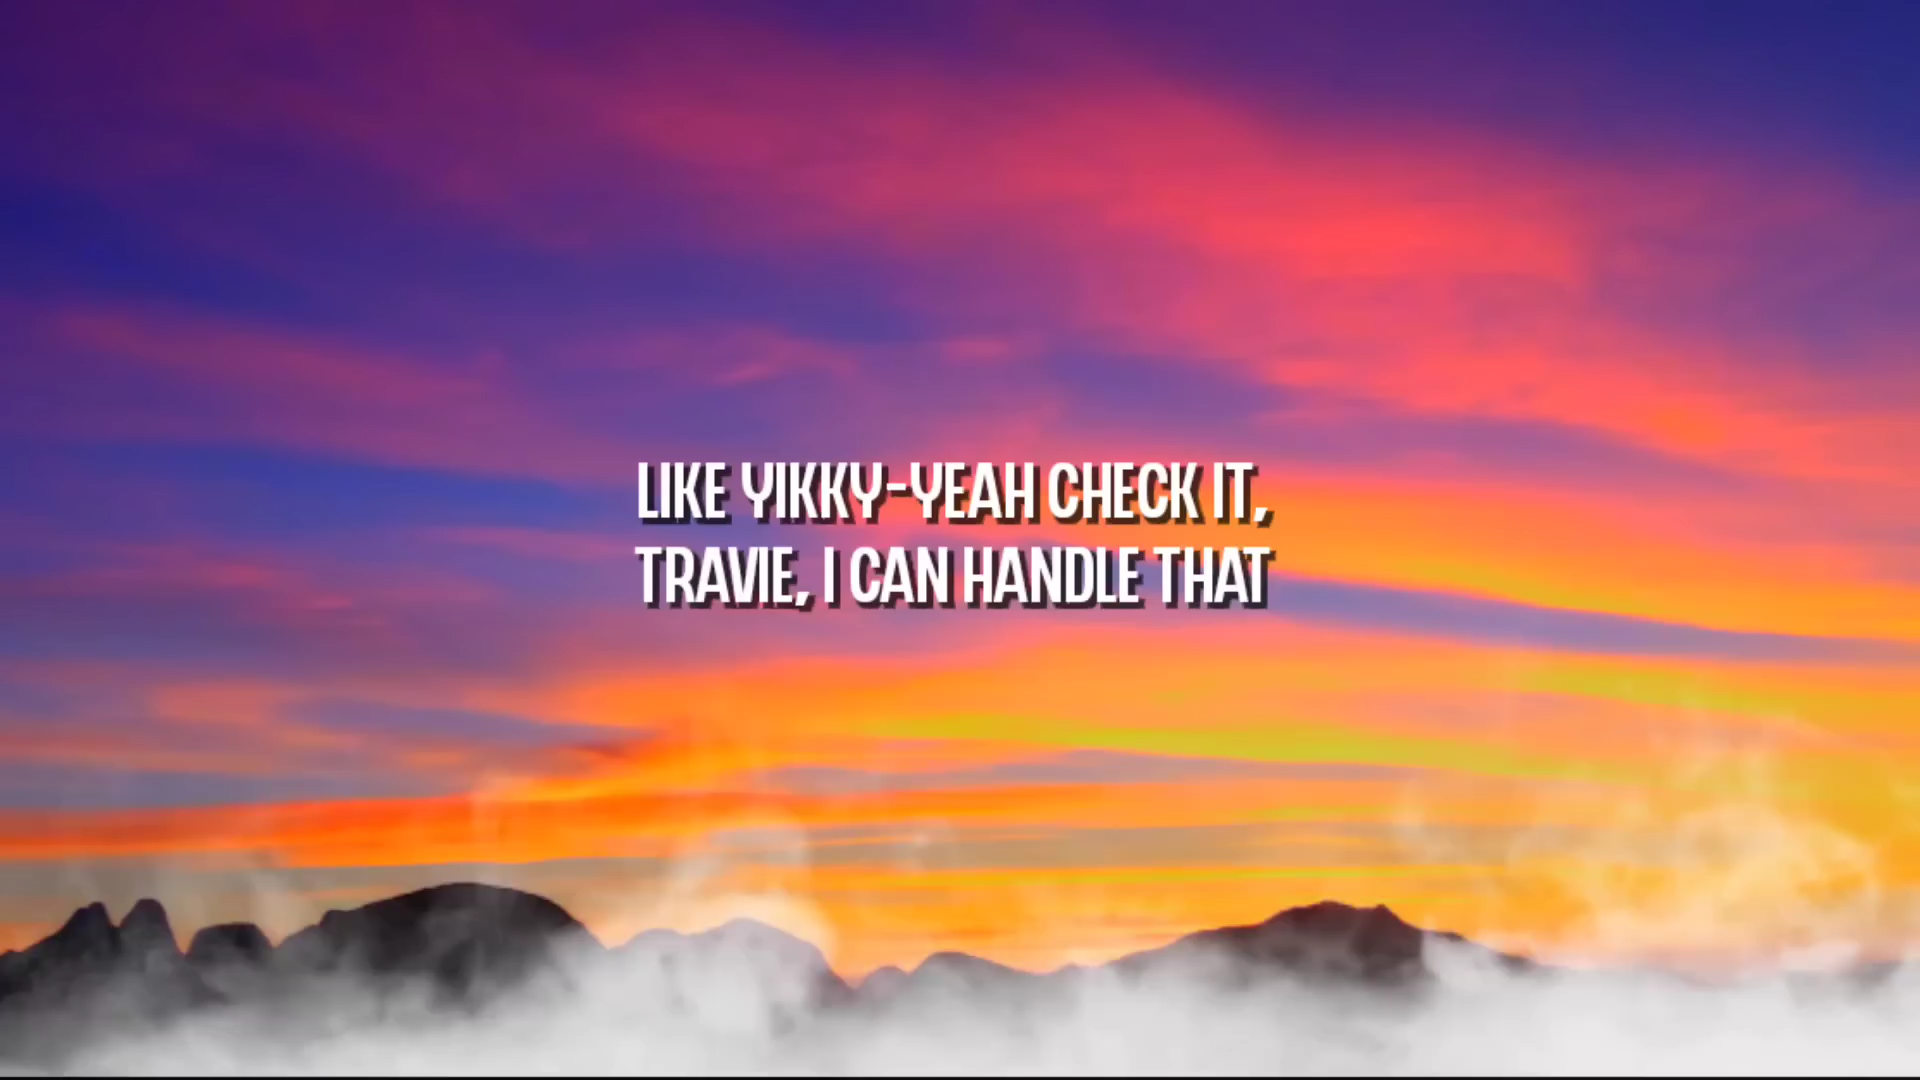 LIKE YIKKY-YEAH CHECK IT,
TRAVIE, I CAN HANDLE THAT